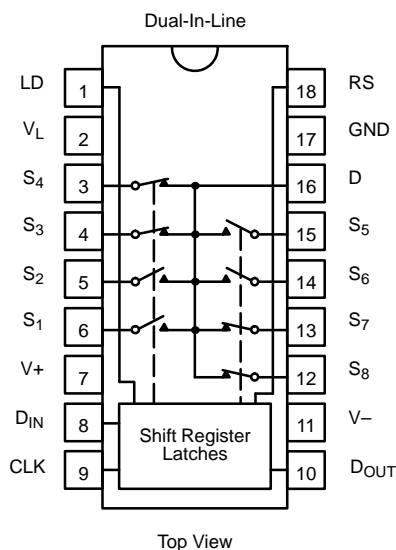 Dual-In-Line
LD 1 18 RS
V_L 2 17 GND
S_4 3 16 D
S_3 4 15 S_5
S_2 5 14 S_6
S_1 6 13 S_7
V+ 7 12 S_8
D_IN 8 11 V–
CLK 9 10 D_OUT
Shift Register
Latches
Top View